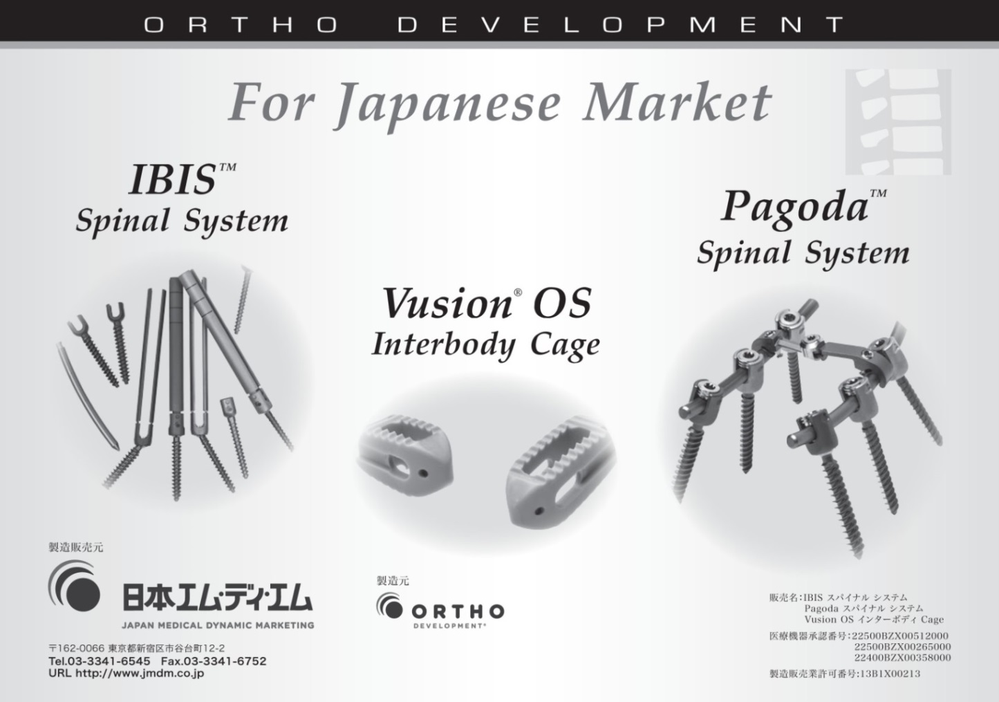 ORTHO DEVELOPMENT
For Japanese Market
IBIS™
Spinal System
Vusion® OS
Interbody Cage
Pagoda™
Spinal System
製造販売元
日本エム・ディ・エム
JAPAN MEDICAL DYNAMIC MARKETING
〒162-0066 東京都新宿区市谷台町12-2
Tel.03-3341-6545 Fax.03-3341-6752
URL http://www.jmdm.co.jp
製造元
ORTHO
DEVELOPMENT®
販売名:IBIS スパイナル システム
Pagoda スパイナル システム
Vusion OS インターボディ Cage
医療機器承認番号:22500BZX00512000
22500BZX00265000
22400BZX00358000
製造販売業許可番号:13B1X00213